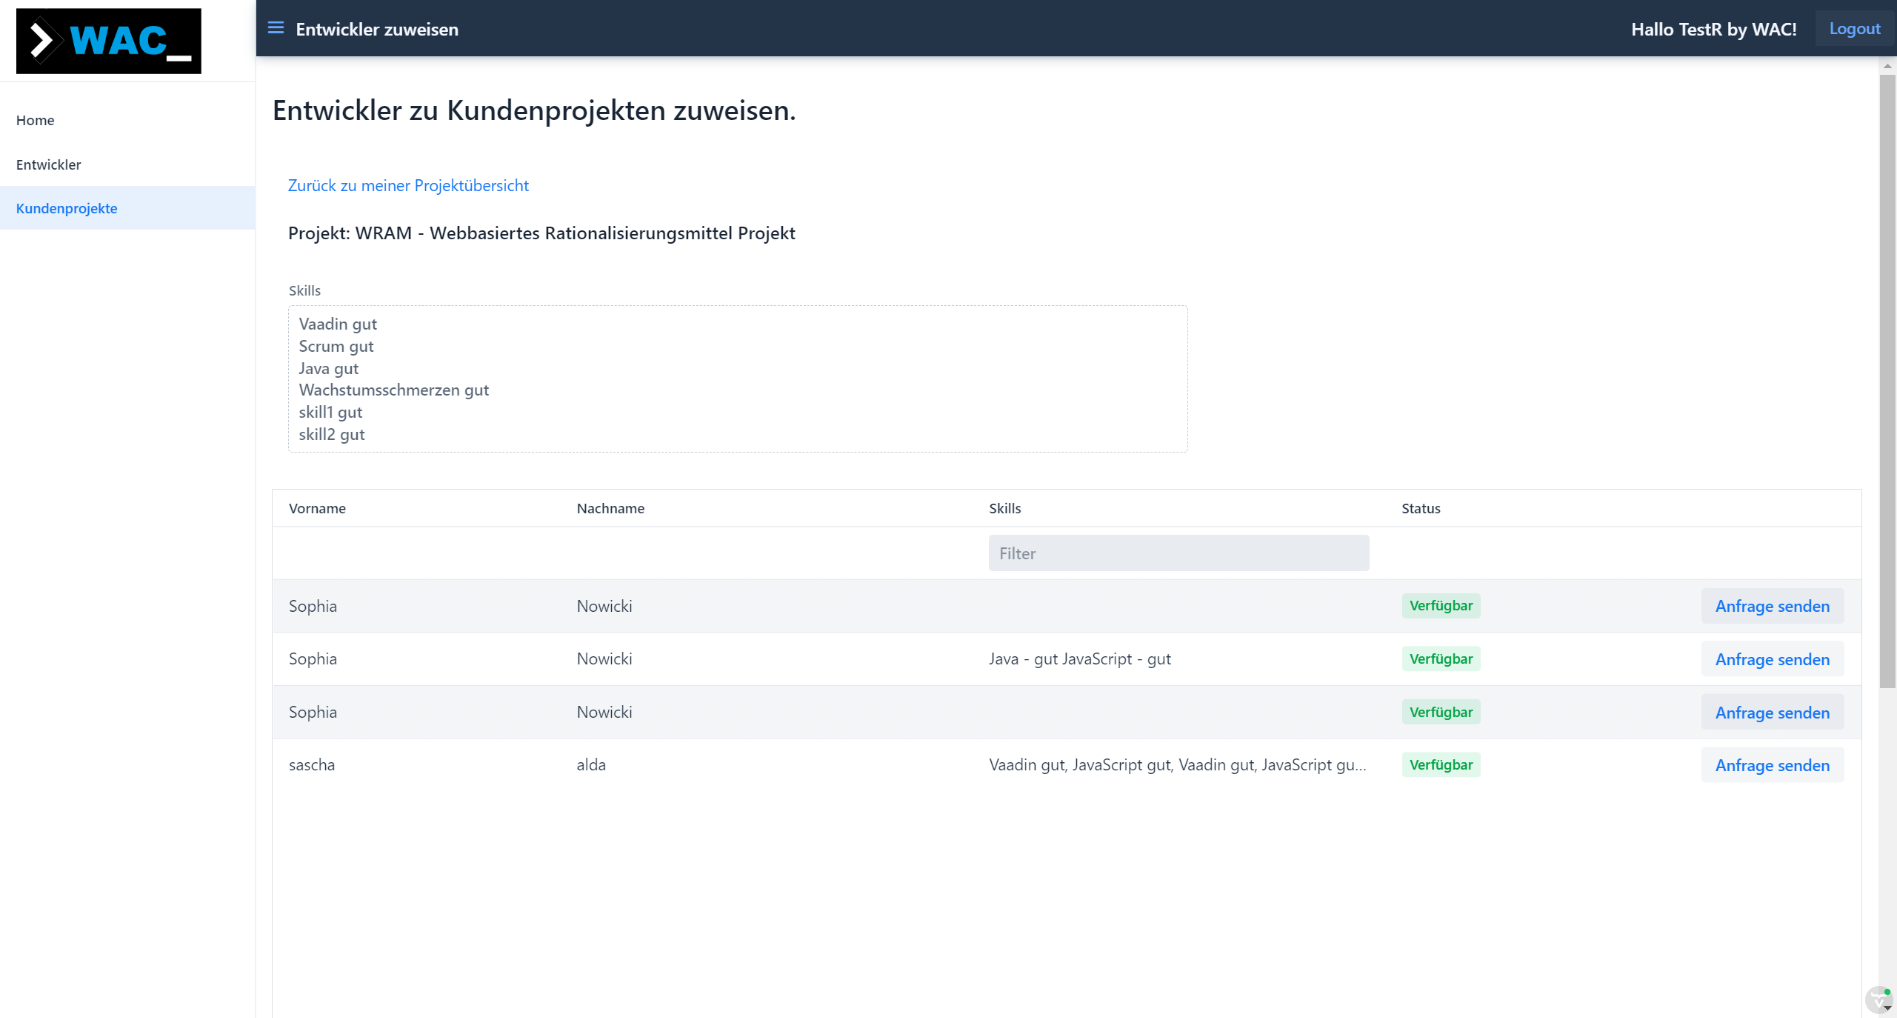 WAC_
Entwickler zuweisen
Hallo TestR by WAC!
Logout
Home
Entwickler
Kundenprojekte
Entwickler zu Kundenprojekten zuweisen.
Zurück zu meiner Projektübersicht
Projekt: WRAM - Webbasiertes Rationalisierungsmittel Projekt
Skills
Vaadin gut
Scrum gut
Java gut
Wachstumsschmerzen gut
skill1 gut
skill2 gut
Vorname Nachname Skills Status
Filter
Sophia Nowicki Verfügbar Anfrage senden
Sophia Nowicki Java - gut JavaScript - gut Verfügbar Anfrage senden
Sophia Nowicki Verfügbar Anfrage senden
sascha alda Vaadin gut, JavaScript gut, Vaadin gut, JavaScript gu... Verfügbar Anfrage senden